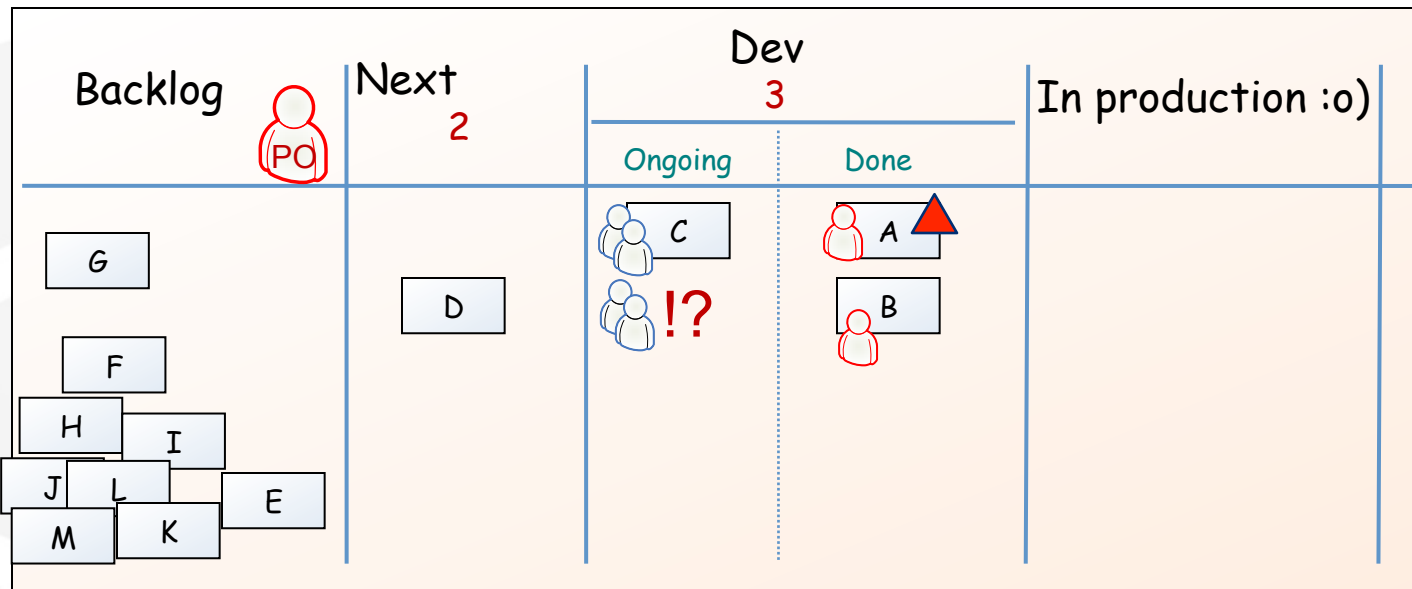 Backlog
PO
Next
2
Dev
3
In production :o)
Ongoing
Done
G
F
H
I
J
L
E
M
K
D
C
!?
A
B